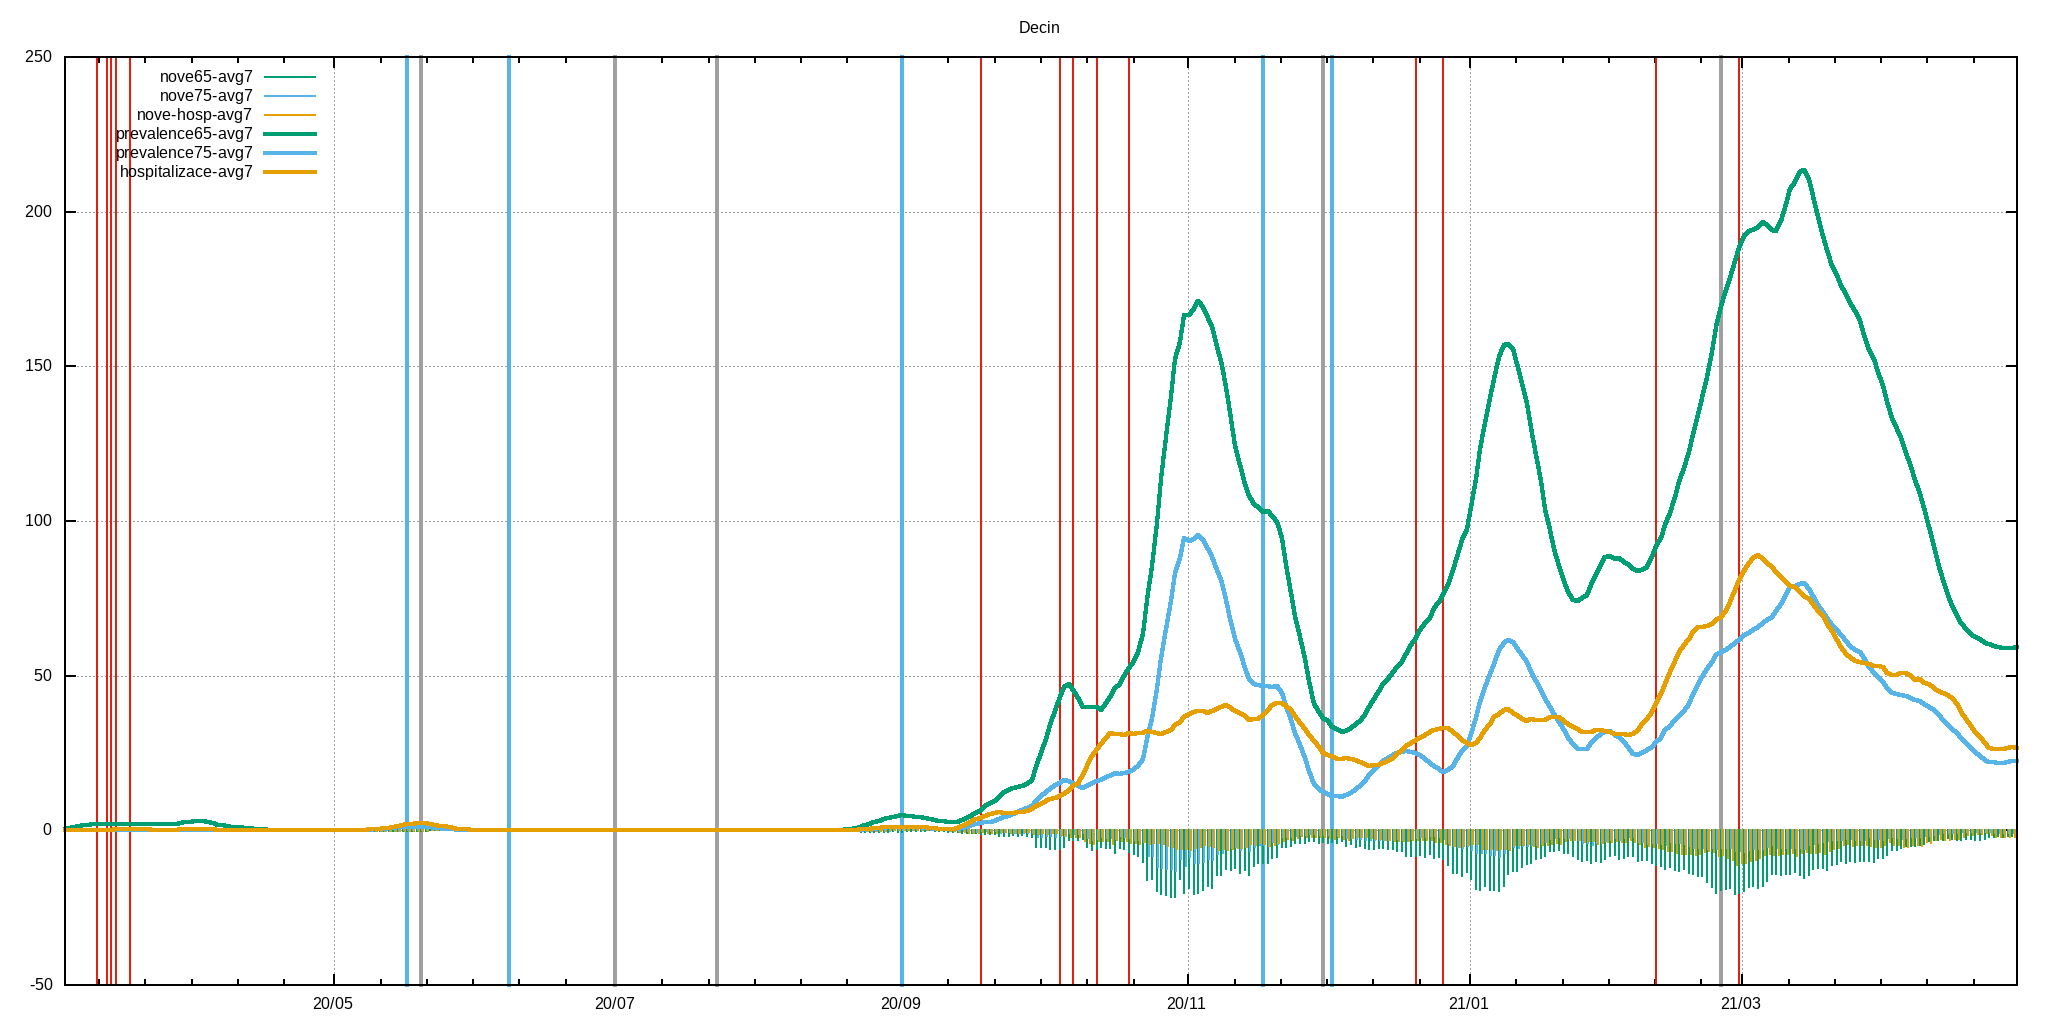 Decin
250
200
150
100
50
0
-50
nove65-avg7
nove75-avg7
nove-hosp-avg7
prevalence65-avg7
prevalence75-avg7
hospitalizace-avg7
20/05
20/07
20/09
20/11
21/01
21/03